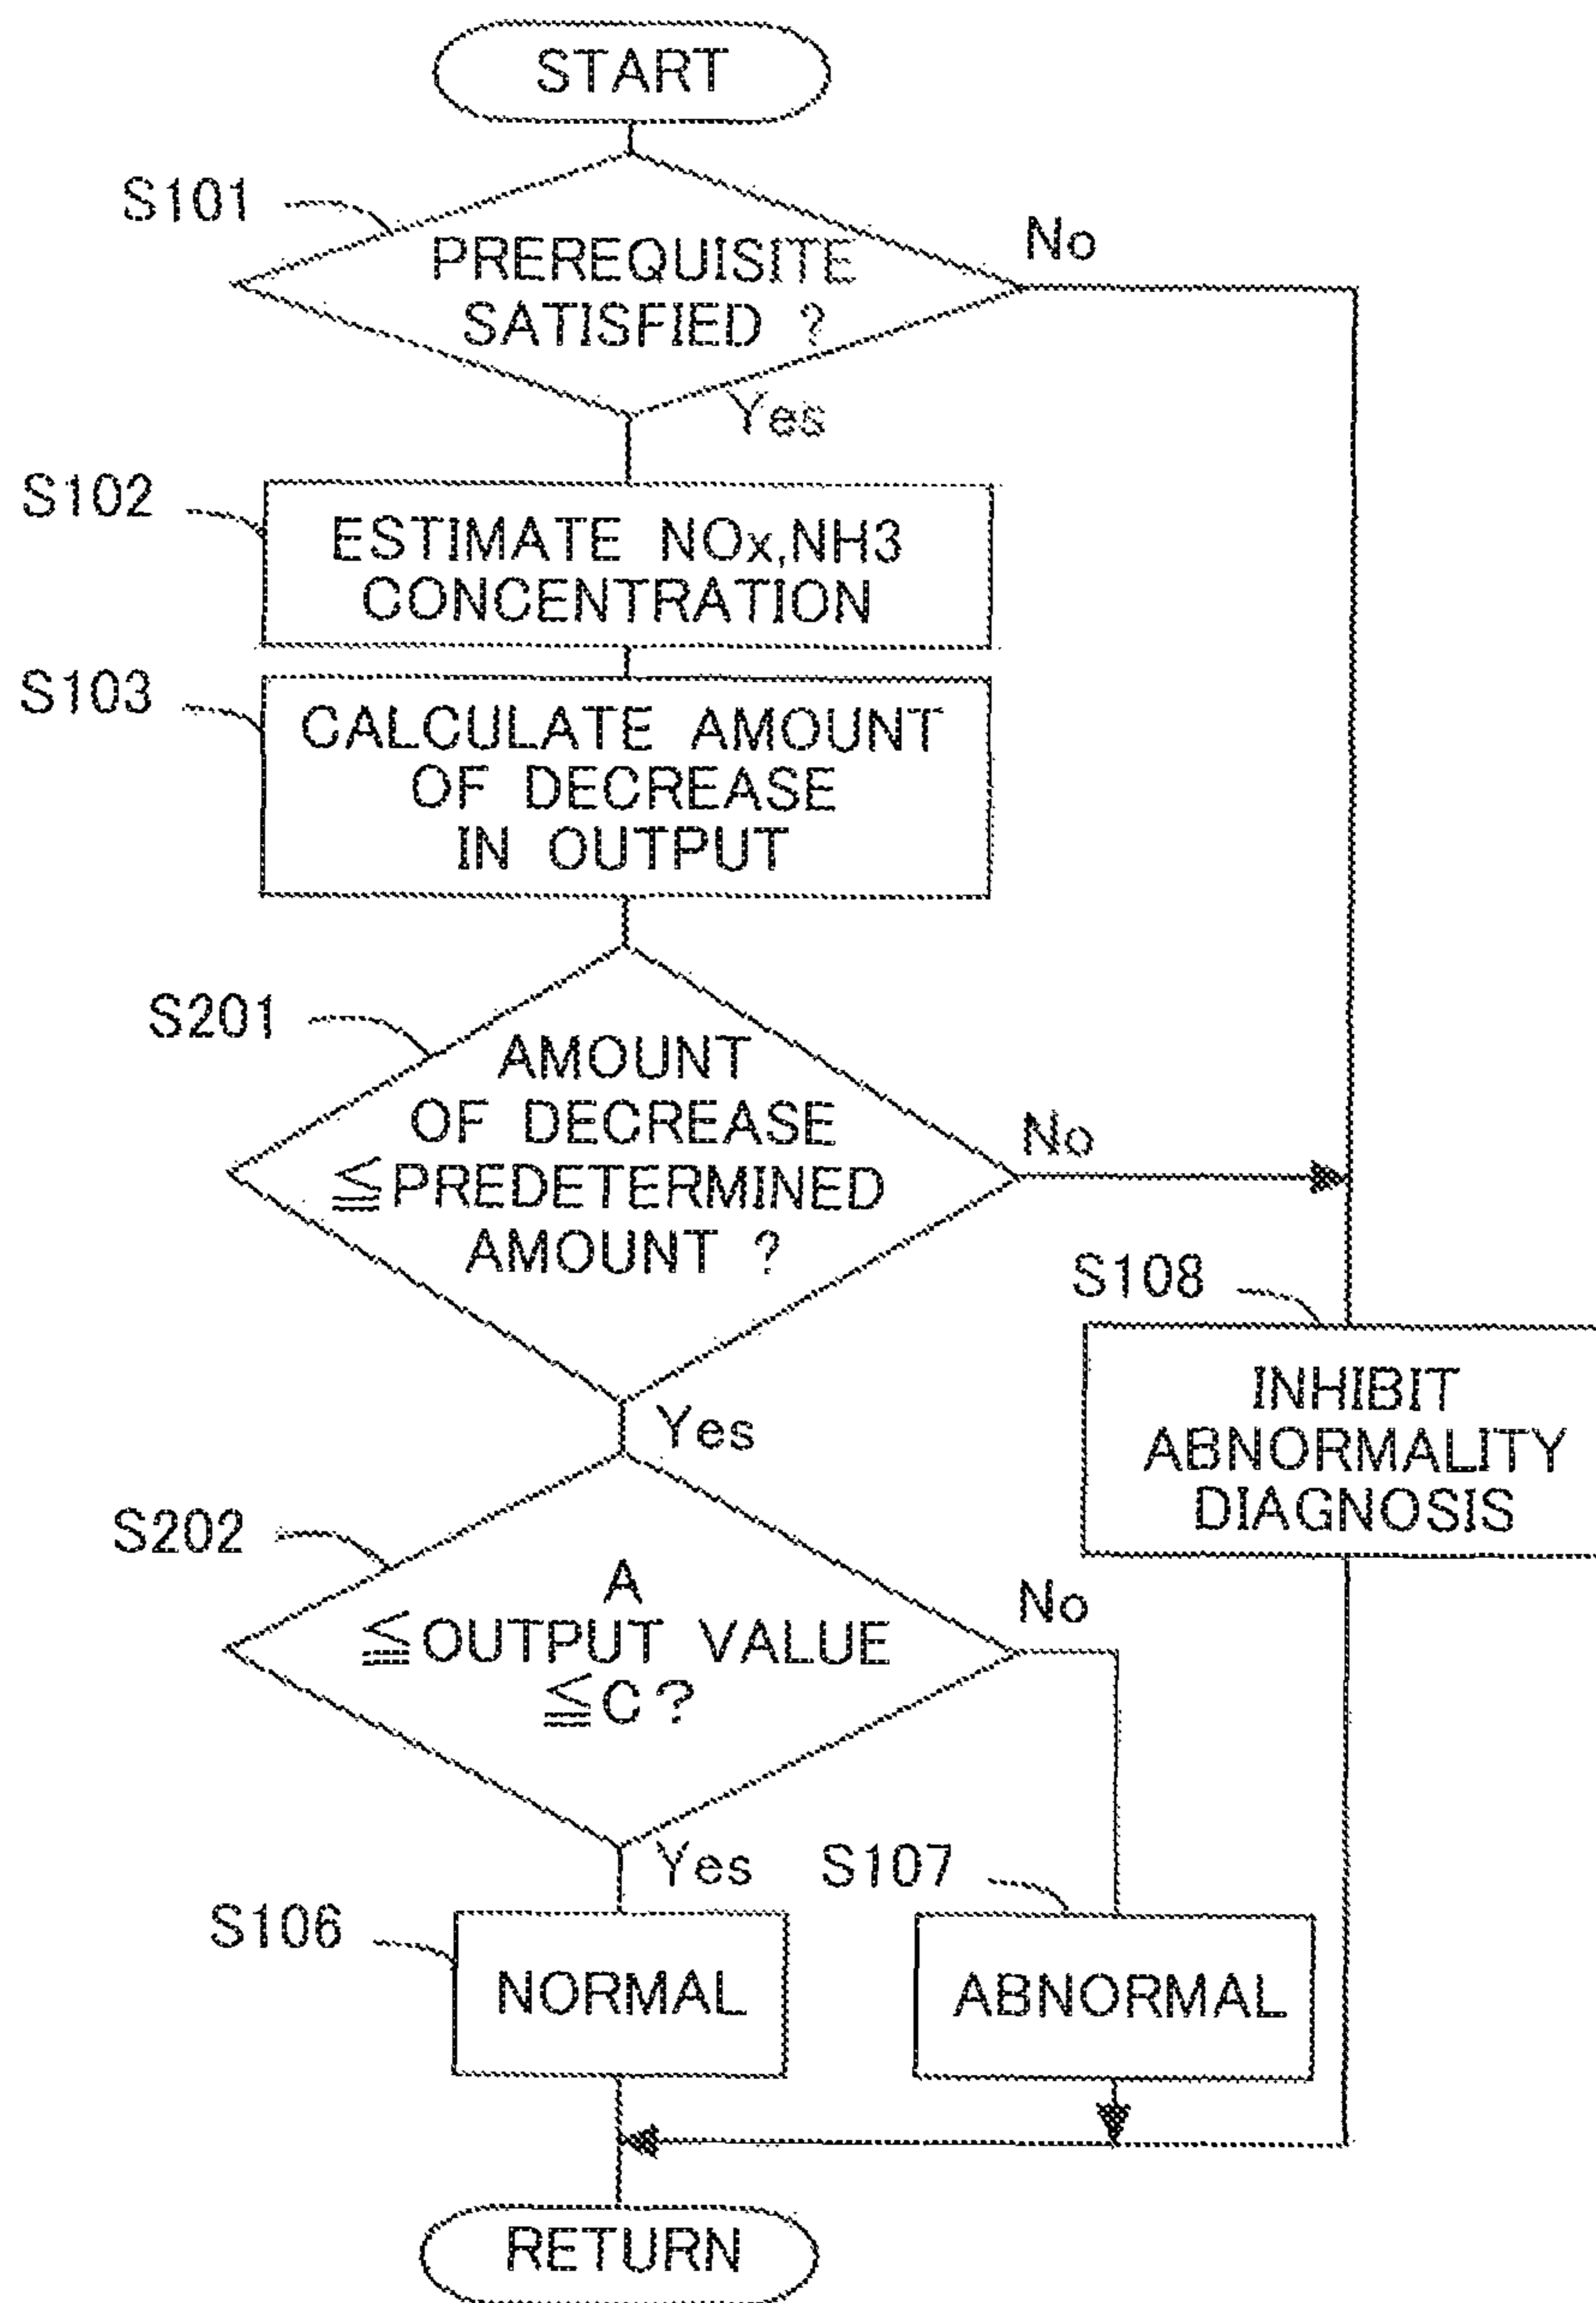 START
S101
PREREQUISITE
SATISFIED ?
No
Yes
S102
ESTIMATE NOx,NH3
CONCENTRATION
S103
CALCULATE AMOUNT
OF DECREASE
IN OUTPUT
S201
AMOUNT
OF DECREASE
≦PREDETERMINED
AMOUNT ?
No
Yes
S108
INHIBIT
ABNORMALITY
DIAGNOSIS
S202
A
≦OUTPUT VALUE
≦C?
No
Yes
S106
NORMAL
S107
ABNORMAL
RETURN